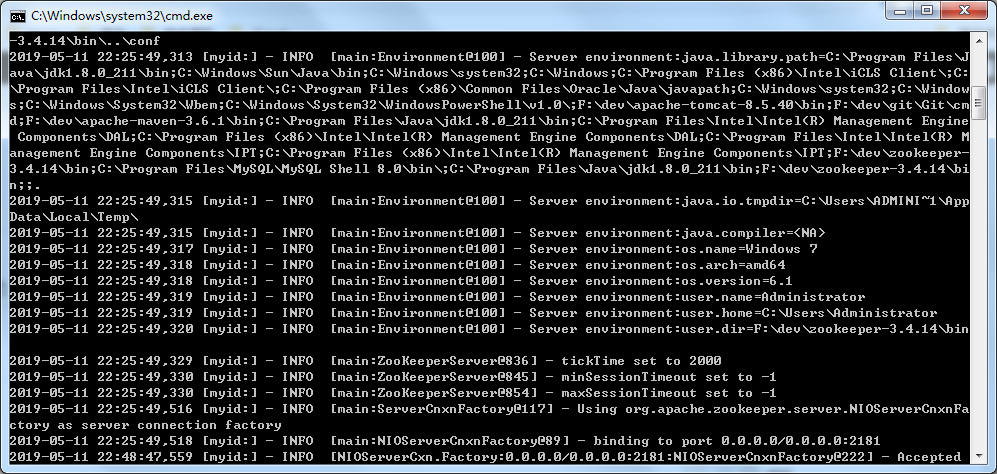 C:\Windows\system32\cmd.exe
-3.4.14\bin\..\conf
2019-05-11 22:25:49,313 [myid:] - INFO  [main:Environment@100] - Server environment:java.library.path=C:\Program Files\J
ava\jdk1.8.0_211\bin;C:\Windows\Sun\Java\bin;C:\Windows\system32;C:\Windows;C:\Program Files (x86)\Intel\iCLS Client\;C:
\Program Files\Intel\iCLS Client\;C:\Program Files (x86)\Common Files\Oracle\Java\javapath;C:\Windows\system32;C:\Window
s;C:\Windows\System32\Wbem;C:\Windows\System32\WindowsPowerShell\v1.0\;F:\dev\apache-tomcat-8.5.40\bin;F:\dev\git\Git\cm
d;F:\dev\apache-maven-3.6.1\bin;C:\Program Files\Java\jdk1.8.0_211\bin;C:\Program Files\Intel\Intel(R) Management Engine
 Components\DAL;C:\Program Files (x86)\Intel\Intel(R) Management Engine Components\DAL;C:\Program Files\Intel\Intel(R) M
anagement Engine Components\IPT;C:\Program Files (x86)\Intel\Intel(R) Management Engine Components\IPT;F:\dev\zookeeper-
3.4.14\bin;C:\Program Files\MySQL\MySQL Shell 8.0\bin\;C:\Program Files\Java\jdk1.8.0_211\bin;F:\dev\zookeeper-3.4.14\bi
n;;.
2019-05-11 22:25:49,315 [myid:] - INFO  [main:Environment@100] - Server environment:java.io.tmpdir=C:\Users\ADMINI~1\App
Data\Local\Temp\
2019-05-11 22:25:49,315 [myid:] - INFO  [main:Environment@100] - Server environment:java.compiler=<NA>
2019-05-11 22:25:49,317 [myid:] - INFO  [main:Environment@100] - Server environment:os.name=Windows 7
2019-05-11 22:25:49,318 [myid:] - INFO  [main:Environment@100] - Server environment:os.arch=amd64
2019-05-11 22:25:49,318 [myid:] - INFO  [main:Environment@100] - Server environment:os.version=6.1
2019-05-11 22:25:49,319 [myid:] - INFO  [main:Environment@100] - Server environment:user.name=Administrator
2019-05-11 22:25:49,319 [myid:] - INFO  [main:Environment@100] - Server environment:user.home=C:\Users\Administrator
2019-05-11 22:25:49,320 [myid:] - INFO  [main:Environment@100] - Server environment:user.dir=F:\dev\zookeeper-3.4.14\bin
2019-05-11 22:25:49,329 [myid:] - INFO  [main:ZooKeeperServer@836] - tickTime set to 2000
2019-05-11 22:25:49,330 [myid:] - INFO  [main:ZooKeeperServer@845] - minSessionTimeout set to -1
2019-05-11 22:25:49,330 [myid:] - INFO  [main:ZooKeeperServer@854] - maxSessionTimeout set to -1
2019-05-11 22:25:49,516 [myid:] - INFO  [main:ServerCnxnFactory@117] - Using org.apache.zookeeper.server.NIOServerCnxnFa
ctory as server connection factory
2019-05-11 22:25:49,518 [myid:] - INFO  [main:NIOServerCnxnFactory@89] - binding to port 0.0.0.0/0.0.0.0:2181
2019-05-11 22:48:47,559 [myid:] - INFO  [NIOServerCxn.Factory:0.0.0.0/0.0.0.0:2181:NIOServerCnxnFactory@222] - Accepted